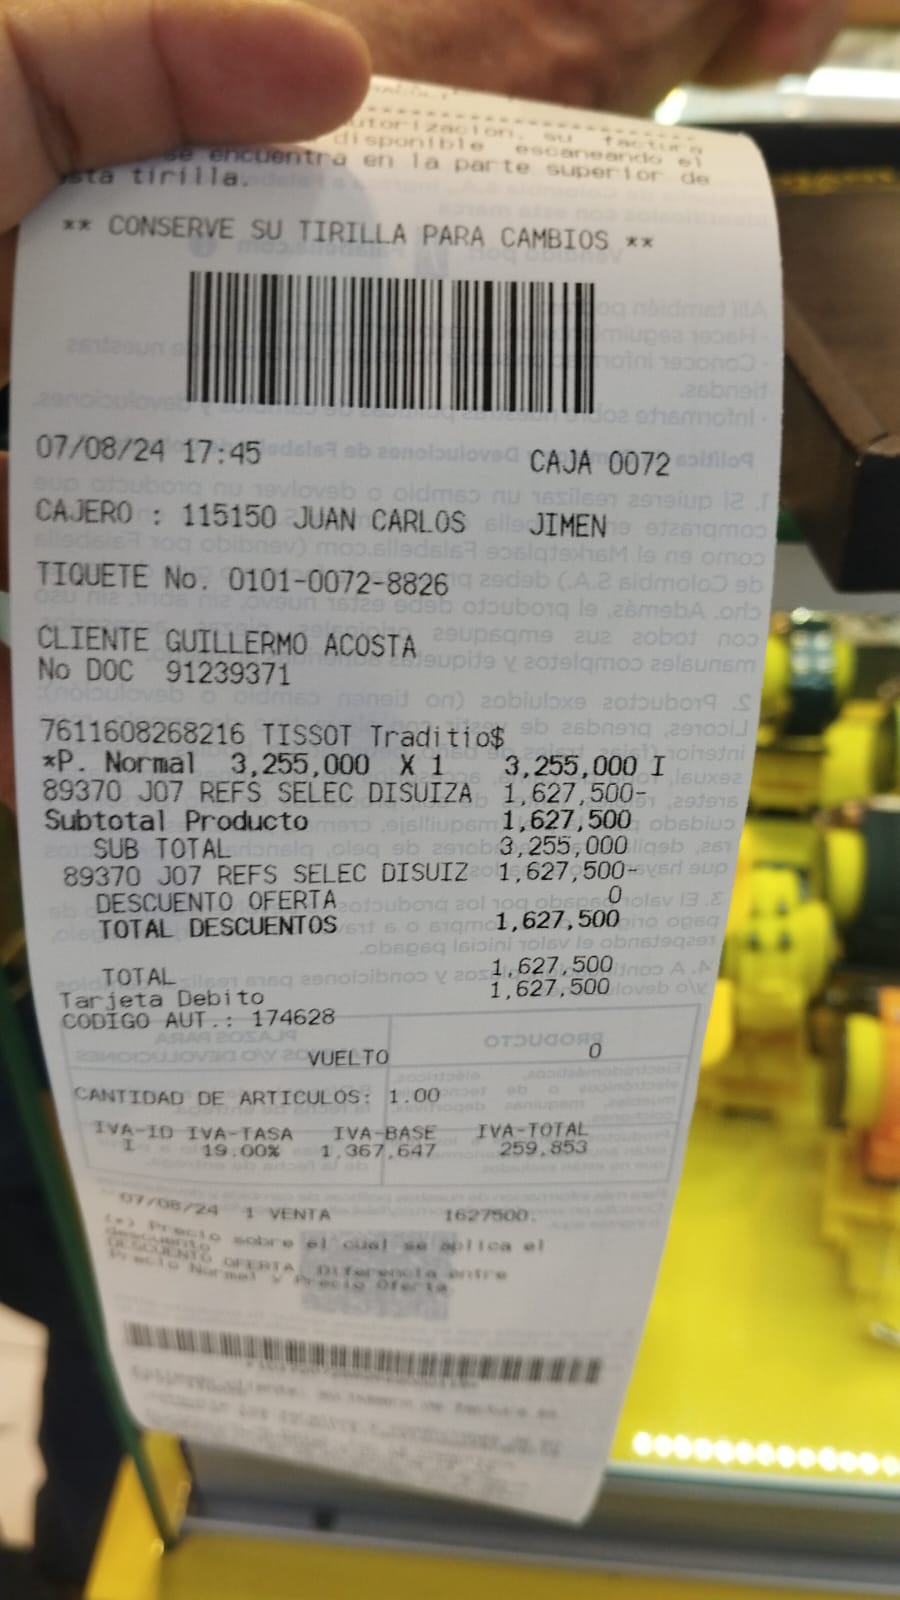 utorización, su factura
disponible escaneando el
se encuentra en la parte superior de
esta tirilla.
** CONSERVE SU TIRILLA PARA CAMBIOS **
07/08/24 17:45 CAJA 0072
CAJERO : 115150 JUAN CARLOS JIMEN
TIQUETE No. 0101-0072-8826
CLIENTE GUILLERMO ACOSTA
No DOC 91239371
7611608268216 TISSOT Traditio$
*P. Normal 3,255,000 X 1 3,255,000 I
89370 J07 REFS SELEC DISUIZA 1,627,500-
Subtotal Producto 1,627,500
SUB TOTAL 3,255,000
89370 J07 REFS SELEC DISUIZ 1,627,500-
DESCUENTO OFERTA 0
TOTAL DESCUENTOS 1,627,500
TOTAL 1,627,500
Tarjeta Debito 1,627,500
CODIGO AUT.: 174628
VUELTO 0
CANTIDAD DE ARTICULOS: 1.00
IVA-ID IVA-TASA IVA-BASE IVA-TOTAL
I 19.00% 1,367,647 259,853
07/08/24 1 VENTA 1627500.
(*) Precio sobre el cual se aplica el
descuento
DESCUENTO OFERTA, Diferencia entre
Precio Normal y Precio Oferta